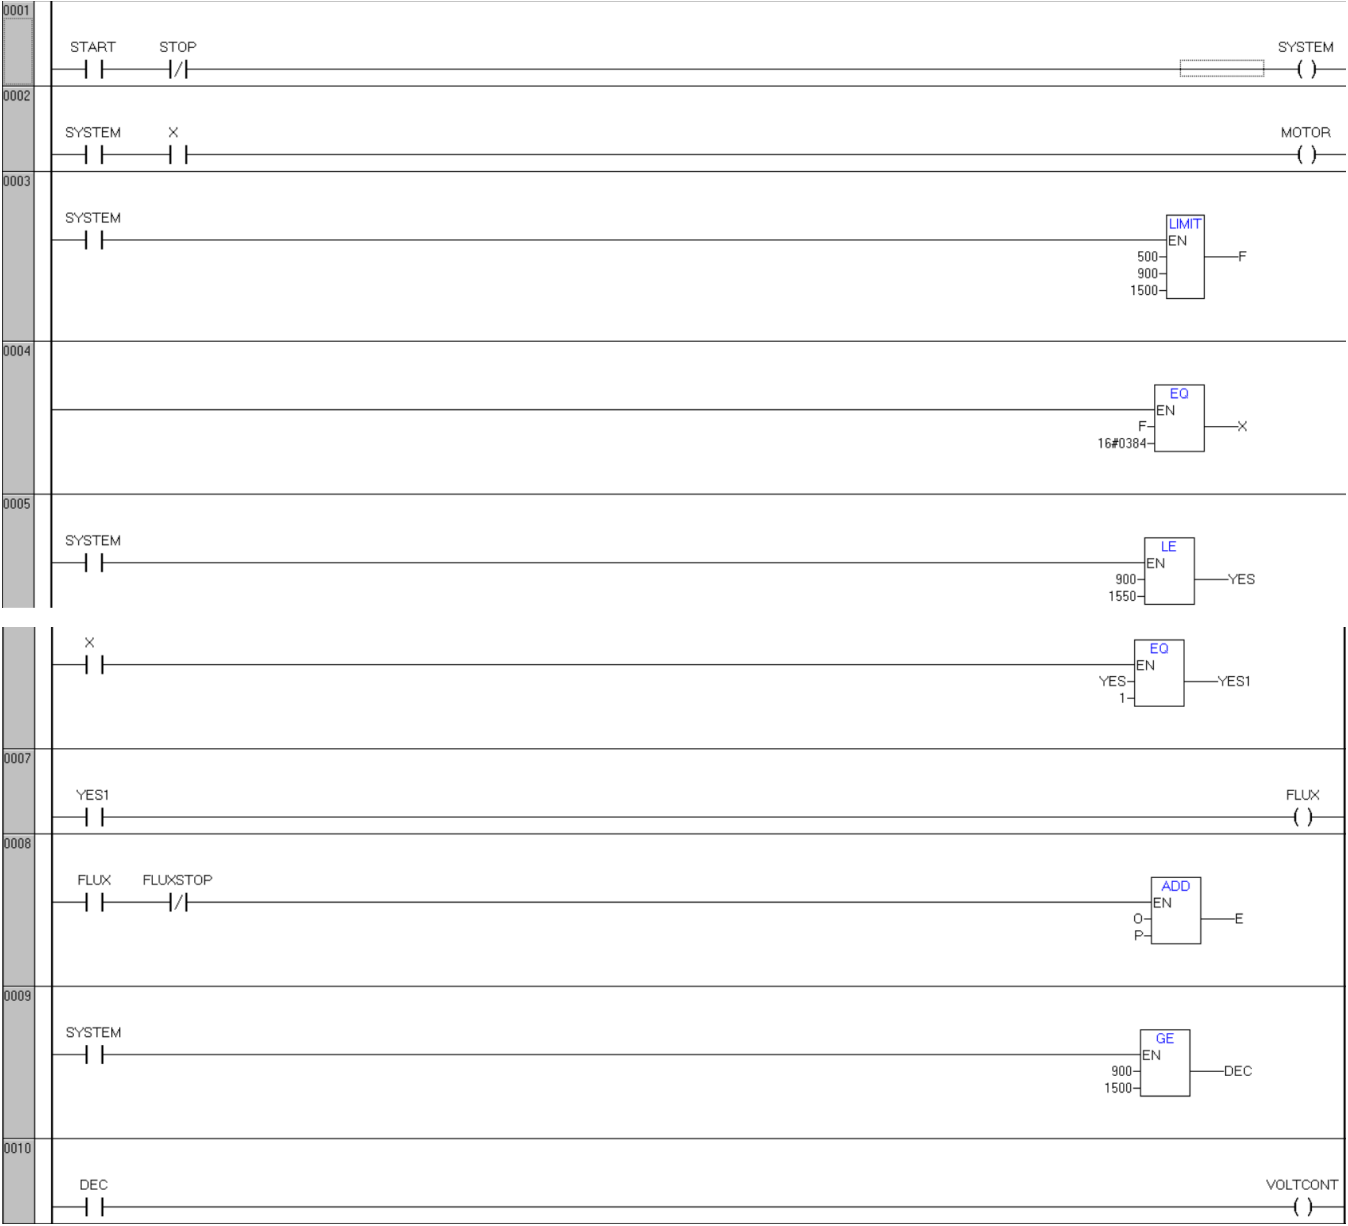 0001
START STOP SYSTEM
0002
SYSTEM X MOTOR
0003
SYSTEM
LIMIT
EN
500
F
900
1500
0004
EQ
EN
F
X
16#0384
0005
SYSTEM
LE
EN
900
YES
1550
X
EQ
EN
YES
YES1
1
0007
YES1 FLUX
0008
FLUX FLUXSTOP
ADD
EN
O
E
P
0009
SYSTEM
GE
EN
900
DEC
1500
0010
DEC VOLTCONT